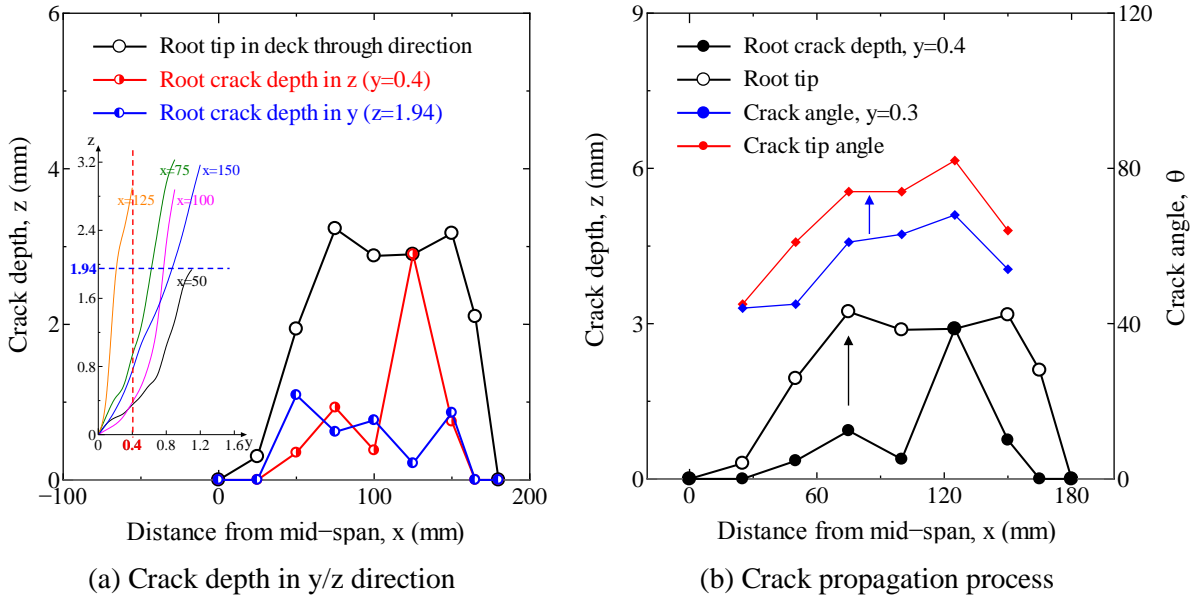 6
4
2
0
Crack depth, z (mm)
Root tip in deck through direction
Root crack depth in z (y=0.4)
Root crack depth in y (z=1.94)
z
3.2
2.4
1.94
1.6
0.8
0
x=75
x=150
x=125
x=100
x=50
0 0.4 0.8 1.2 1.6 y
−100 0 100 200
Distance from mid−span, x (mm)
(a) Crack depth in y/z direction
9
6
3
0
Crack depth, z (mm)
Root crack depth, y=0.4
Root tip
Crack angle, y=0.3
Crack tip angle
120
80
40
0
Crack angle, θ
0 60 120 180
Distance from mid−span, x (mm)
(b) Crack propagation process